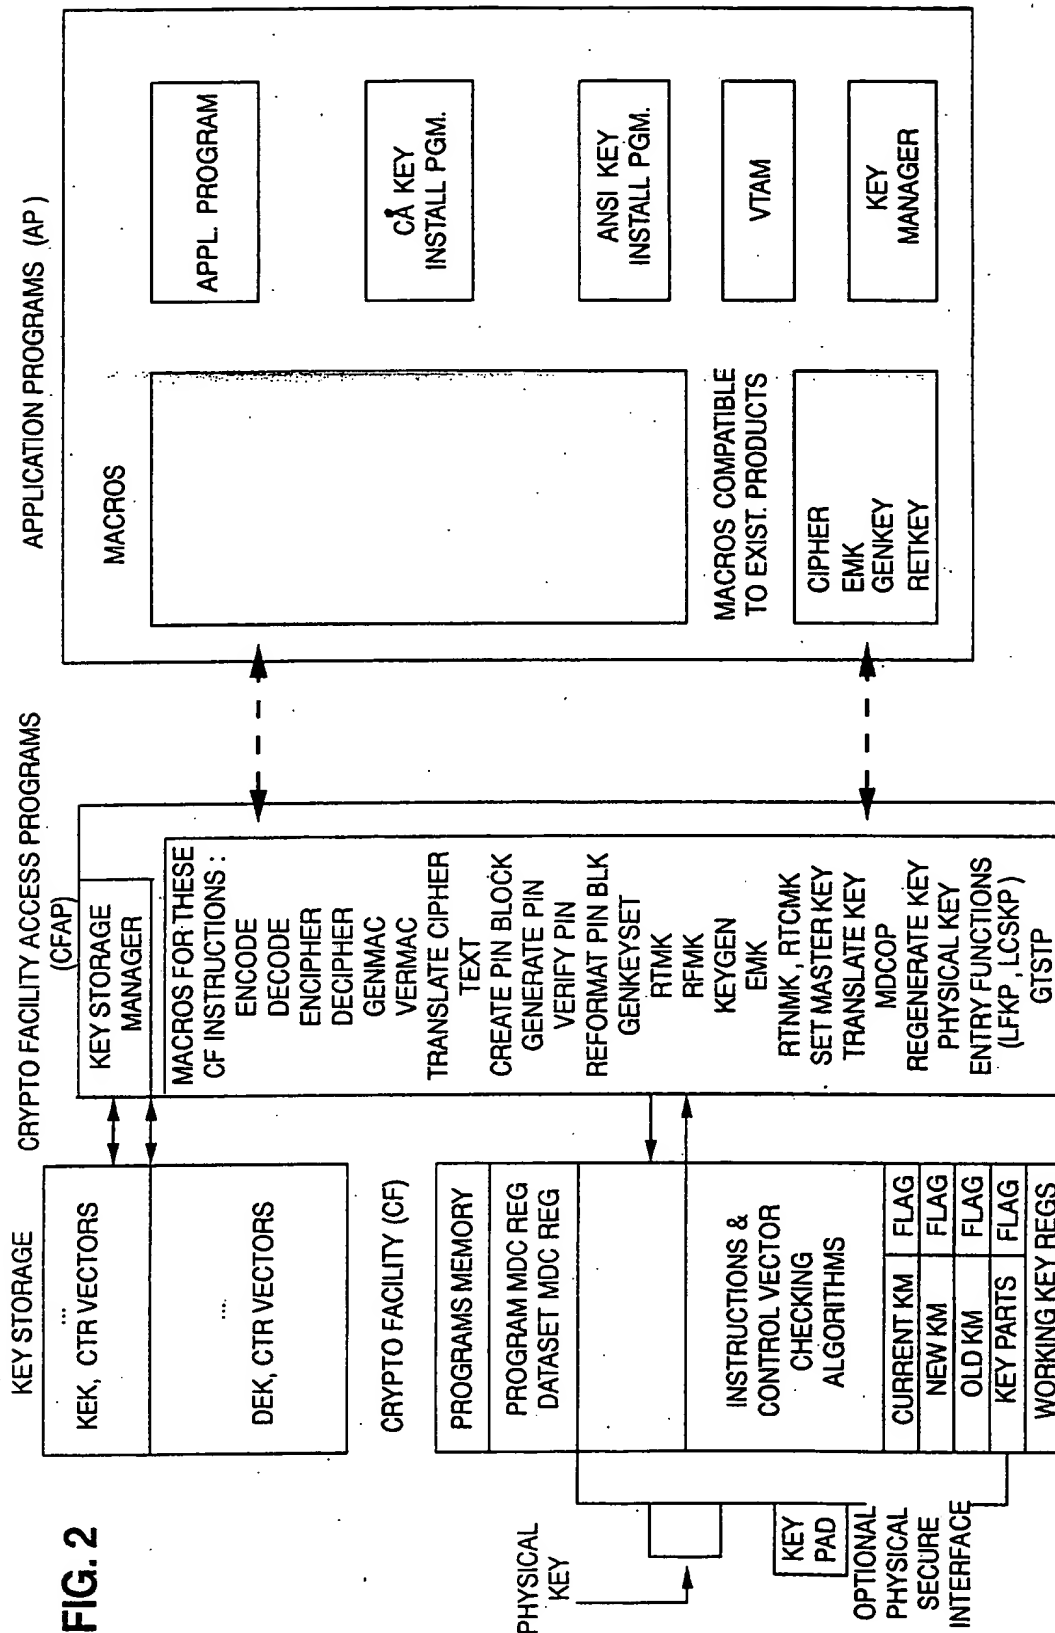 FIG. 2
KEY STORAGE
KEK, CTR VECTORS
...
DEK, CTR VECTORS
...
CRYPTO FACILITY (CF)
PROGRAMS MEMORY
PROGRAM MDC REG
DATASET MDC REG
INSTRUCTIONS &
CONTROL VECTOR
CHECKING
ALGORITHMS
CURRENT KM FLAG
NEW KM FLAG
OLD KM FLAG
KEY PARTS FLAG
WORKING KEY REGS
PHYSICAL
KEY
KEY
PAD
OPTIONAL
PHYSICAL
SECURE
INTERFACE
CRYPTO FACILITY ACCESS PROGRAMS
(CFAP)
KEY STORAGE
MANAGER
MACROS FOR THESE
CF INSTRUCTIONS :
ENCODE
DECODE
ENCIPHER
DECIPHER
GENMAC
VERMAC
TRANSLATE CIPHER
TEXT
CREATE PIN BLOCK
GENERATE PIN
VERIFY PIN
REFORMAT PIN BLK
GENKEYSET
RTMK
RFMK
KEYGEN
EMK
RTNMK, RTCMK
SET MASTER KEY
TRANSLATE KEY
MDCOP
REGENERATE KEY
PHYSICAL KEY
ENTRY FUNCTIONS
(LFKP, LCSKP)
GTSTP
APPLICATION PROGRAMS (AP)
MACROS
MACROS COMPATIBLE
TO EXIST. PRODUCTS
CIPHER
EMK
GENKEY
RETKEY
APPL. PROGRAM
CA KEY
INSTALL PGM.
ANSI KEY
INSTALL PGM.
VTAM
KEY
MANAGER